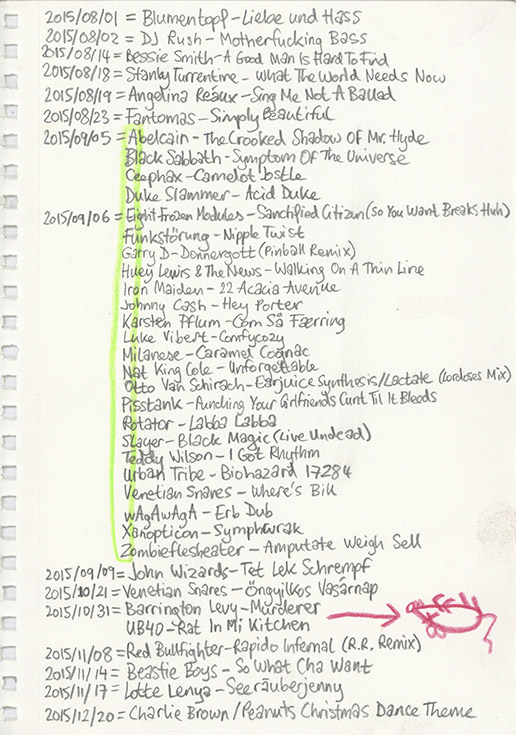 2015/08/01 = Blumentopf - Liebe und Hass
2015/08/02 = DJ Rush - Motherfucking Bass
2015/08/14 = Bessie Smith - A Good Man Is Hard To Find
2015/08/18 = Stanly Turrentine - What The World Needs Now
2015/08/19 = Angelina Reáux - Sing Me Not A Ballad
2015/08/23 = Fantomas - Simply Beautiful
2015/09/05 = Abelcain - The Crooked Shadow Of Mr. Hyde
Black Sabbath - Symptom Of The Universe
Ceephax - Camelot Jostle
Duke Slammer - Acid Duke
2015/09/06 = Eight Frozen Modules - Sanctified Citizen (So You Want Breaks Huh)
Funkstörung - Nipple Twist
Garry D - Donnergott (Pinball Remix)
Huey Lewis & The News - Walking On A Thin Line
Iron Maiden - 22 Acacia Avenue
Johnny Cash - Hey Porter
Karsten Pflum - Com Så Færring
Luke Vibert - Comfycozy
Milanese - Caramel Cognac
Nat King Cole - Unforgettable
Otto Van Schirach - Earjuice Synthesis/Lactate (Loroloses Mix)
Pisstank - Punching Your Girlfriends Cunt Til It Bleeds
Rotator - Labba Labba
Slayer - Black Magic (Live Undead)
Teddy Wilson - I Got Rhythm
Urban Tribe - Biohazard 17284
Venetian Snares - Where's Bill
wAgAwAgA - Erb Dub
Xanopticon - Symphwrak
Zombieflesheater - Amputate Weigh Sell
2015/09/09 = John Wizards - Tet Lek Schrempf
2015/10/21 = Venetian Snares - Öngyilkos Vasárnap
2015/10/31 = Barrington Levy - Murderer
UB40 - Rat In Mi Kitchen
2015/11/08 = Red Bullfighter - Rapido Infernal (R.R. Remix)
2015/11/14 = Beastie Boys - So What Cha Want
2015/11/17 = Lotte Lenya - Seeräuberjenny
2015/12/20 = Charlie Brown / Peanuts Christmas Dance Theme